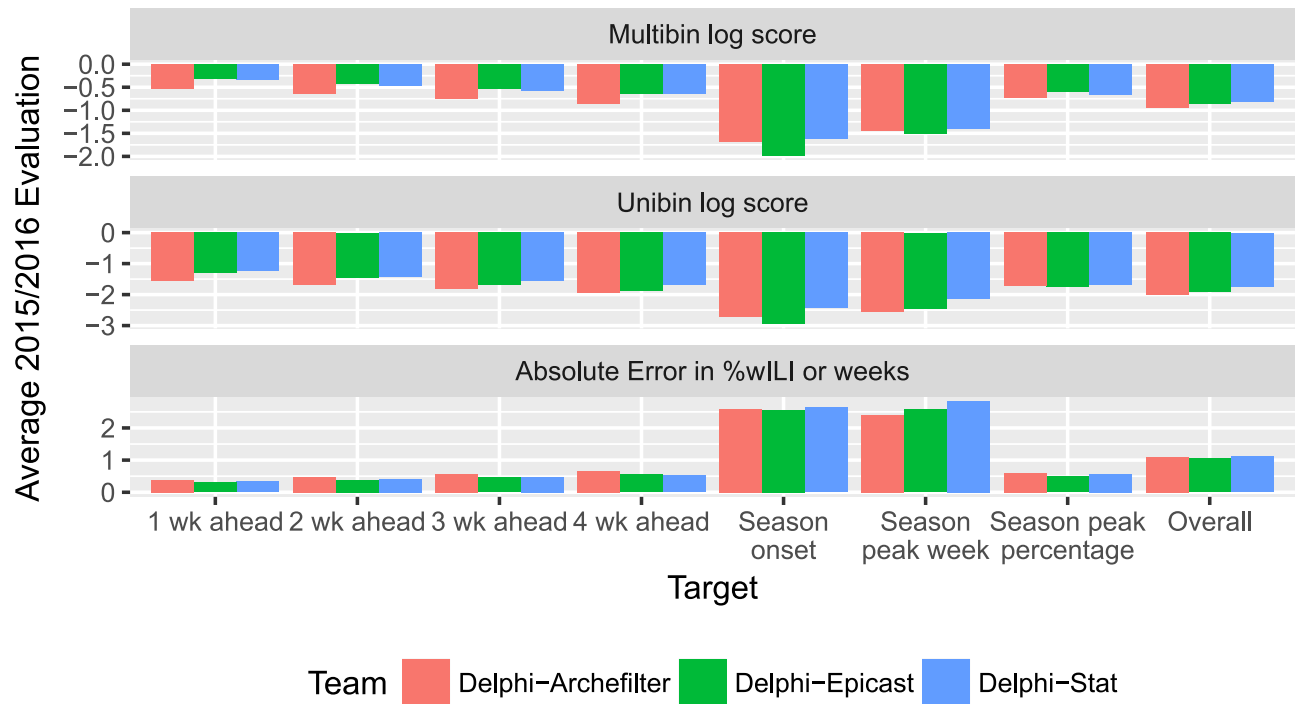 Average 2015/2016 Evaluation
Multibin log score
0.0
−0.5
−1.0
−1.5
−2.0
Unibin log score
0
−1
−2
−3
Absolute Error in %wILI or weeks
2
1
0
1 wk ahead 2 wk ahead 3 wk ahead 4 wk ahead Season Season Season peak Overall
onset peak week percentage
Target
Team Delphi−Archefilter Delphi−Epicast Delphi−Stat